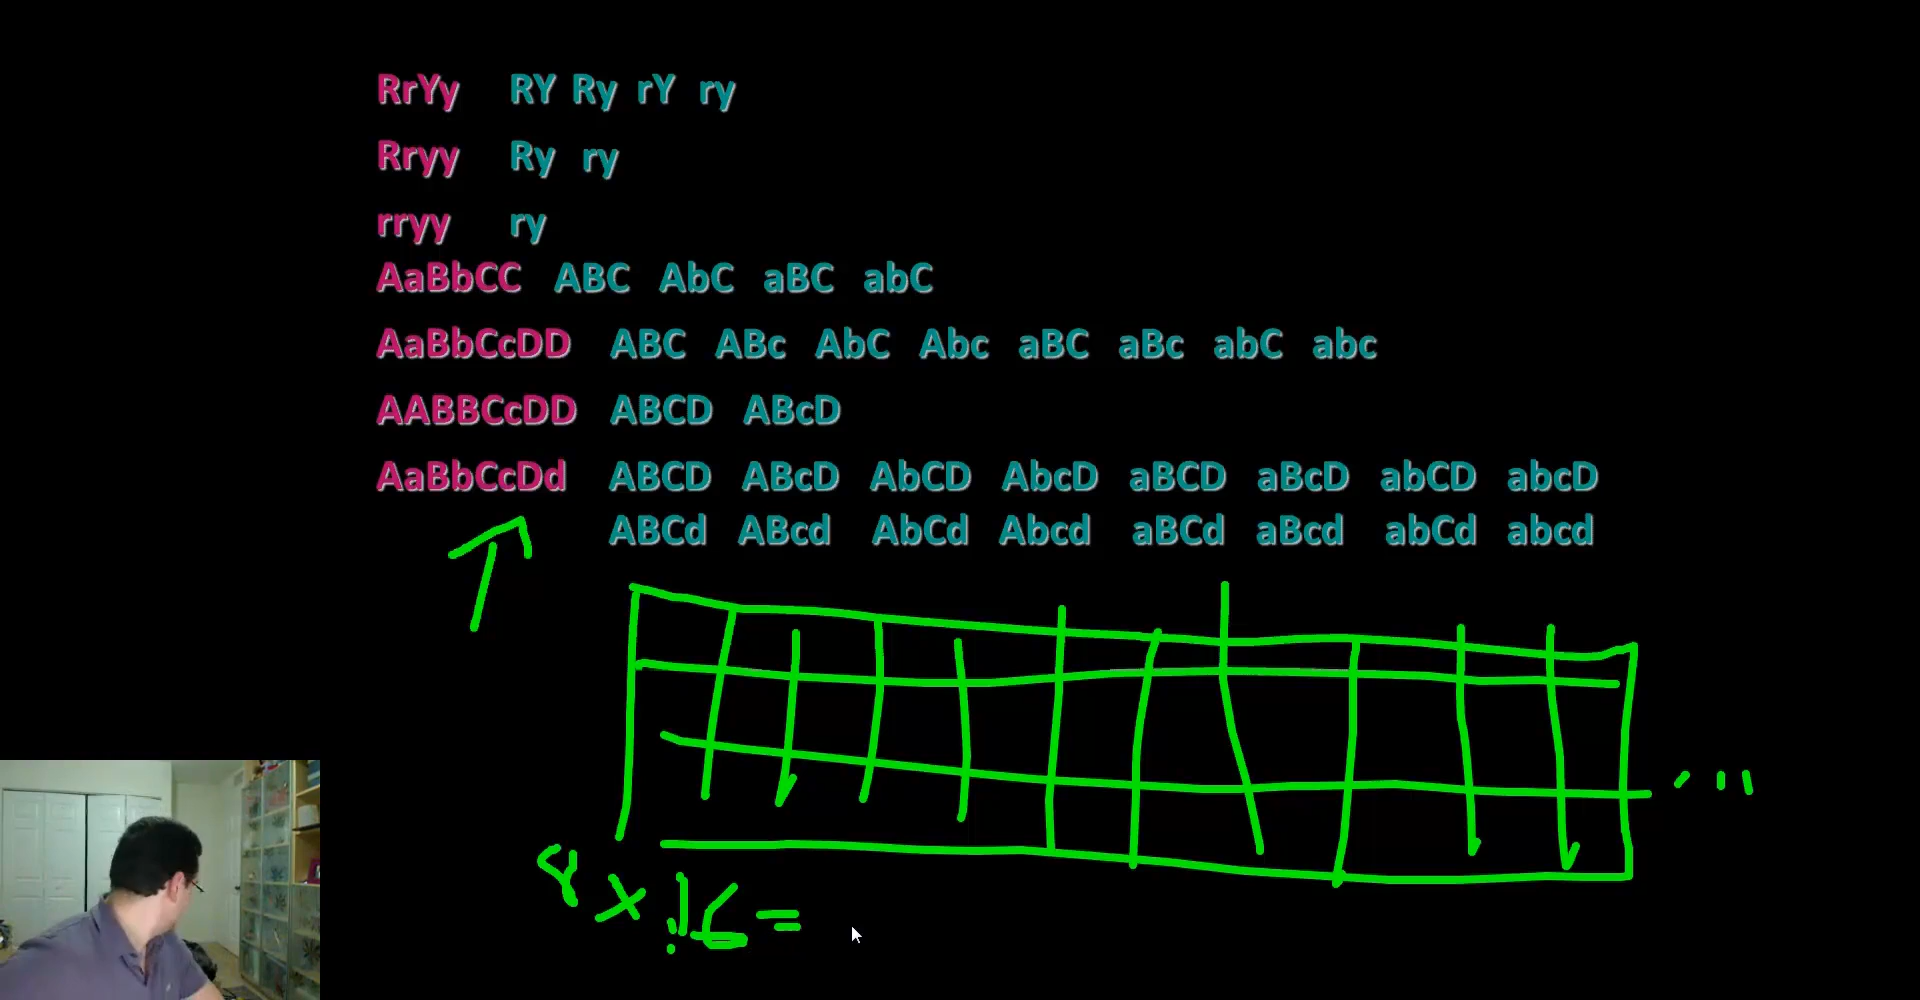 RrYy RY Ry rY ry
Rryy Ry ry
rryy ry
AaBbCC ABC AbC aBC abC
AaBbCcDD ABC ABc AbC Abc aBC aBc abC abc
AABBCcDD ABCD ABcD
AaBbCcDd ABCD ABcD AbCD AbcD aBCD aBcD abCD abcD
ABCd ABcd AbCd Abcd aBCd aBcd abCd abcd
...
x 16 =